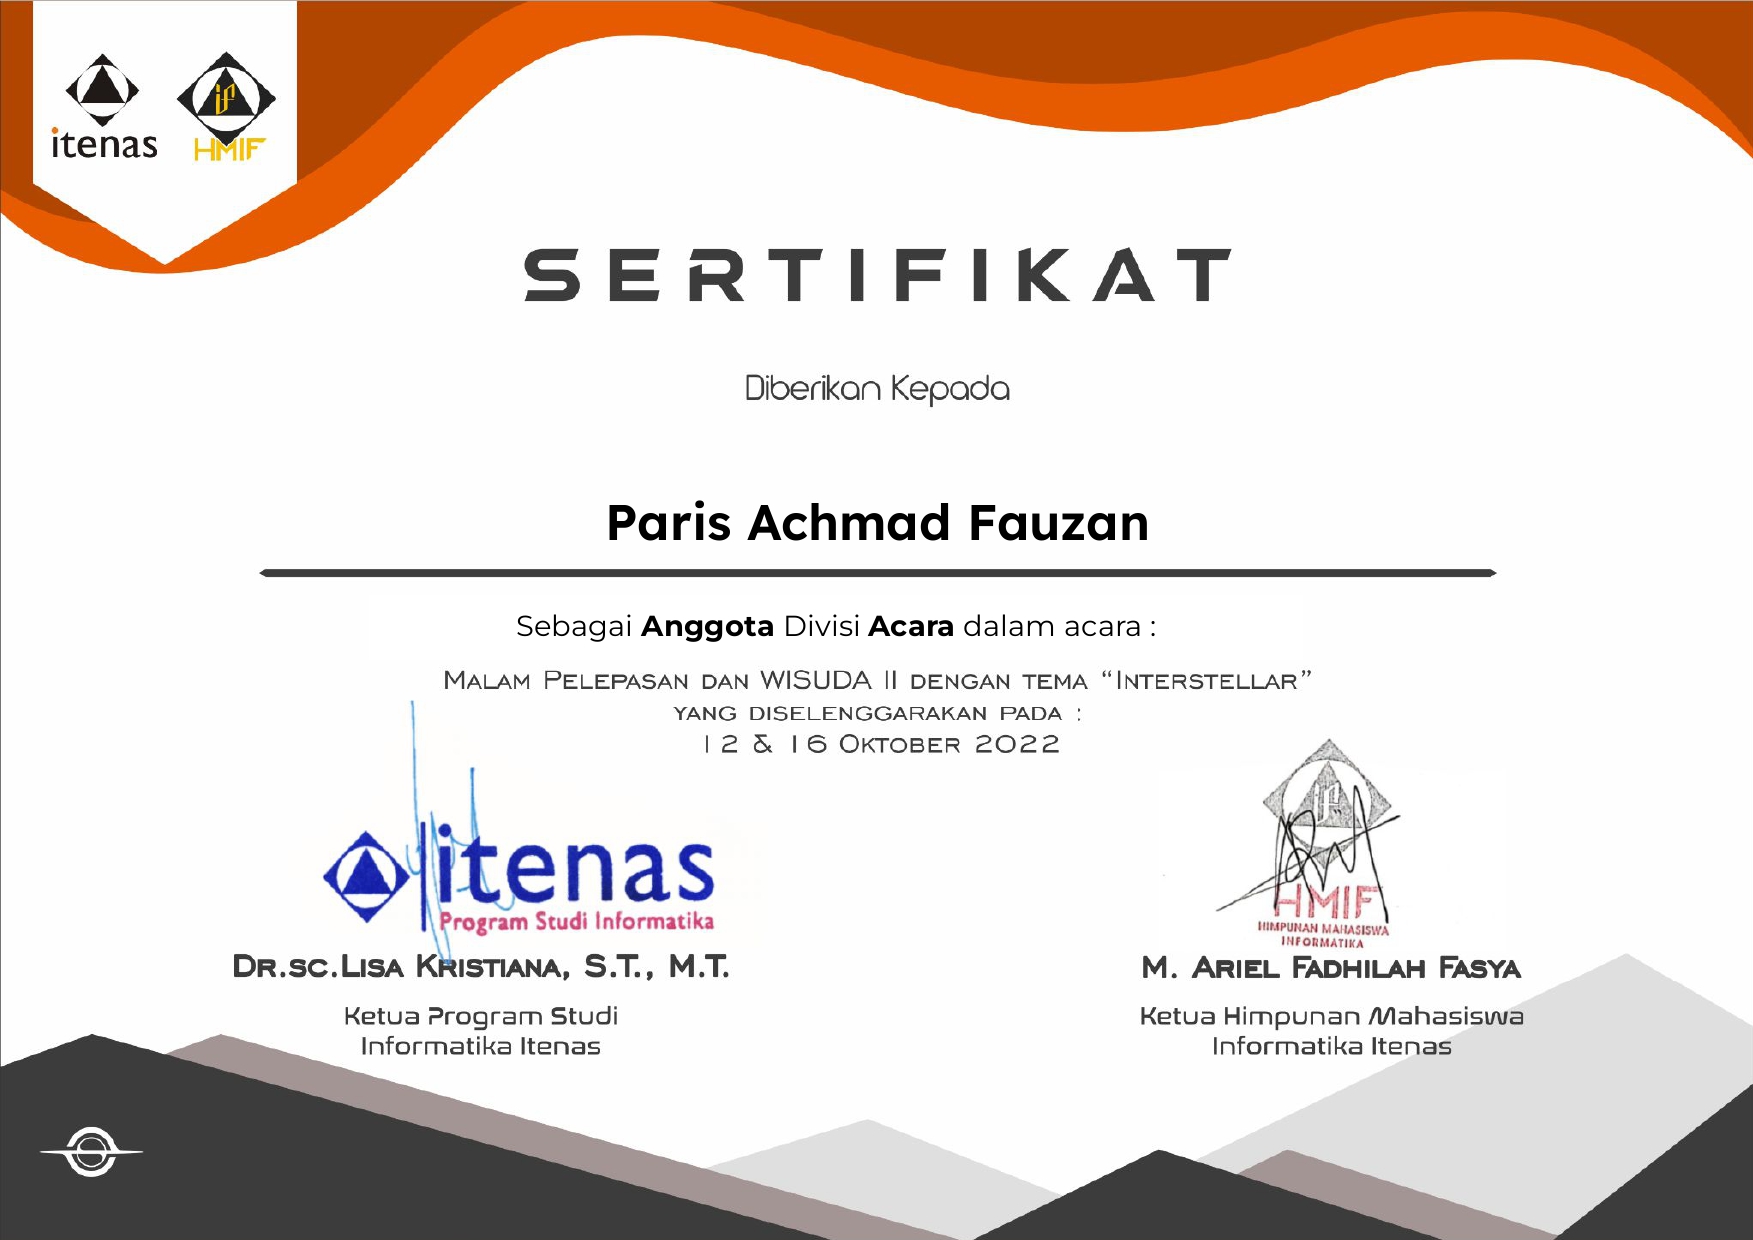 itenas
if
HMIF
SERTIFIKAT
Diberikan Kepada
Paris Achmad Fauzan
Sebagai Anggota Divisi Acara dalam acara :
MALAM PELEPASAN DAN WISUDA II DENGAN TEMA “INTERSTELLAR”
YANG DISELENGGARAKAN PADA :
12 & 16 OKTOBER 2022
itenas
Program Studi Informatika
DR.SC.LISA KRISTIANA, S.T., M.T.
Ketua Program Studi
Informatika Itenas
if
HMIF
HIMPUNAN MAHASISWA
INFORMATIKA
M. ARIEL FADHILAH FASYA
Ketua Himpunan Mahasiswa
Informatika Itenas